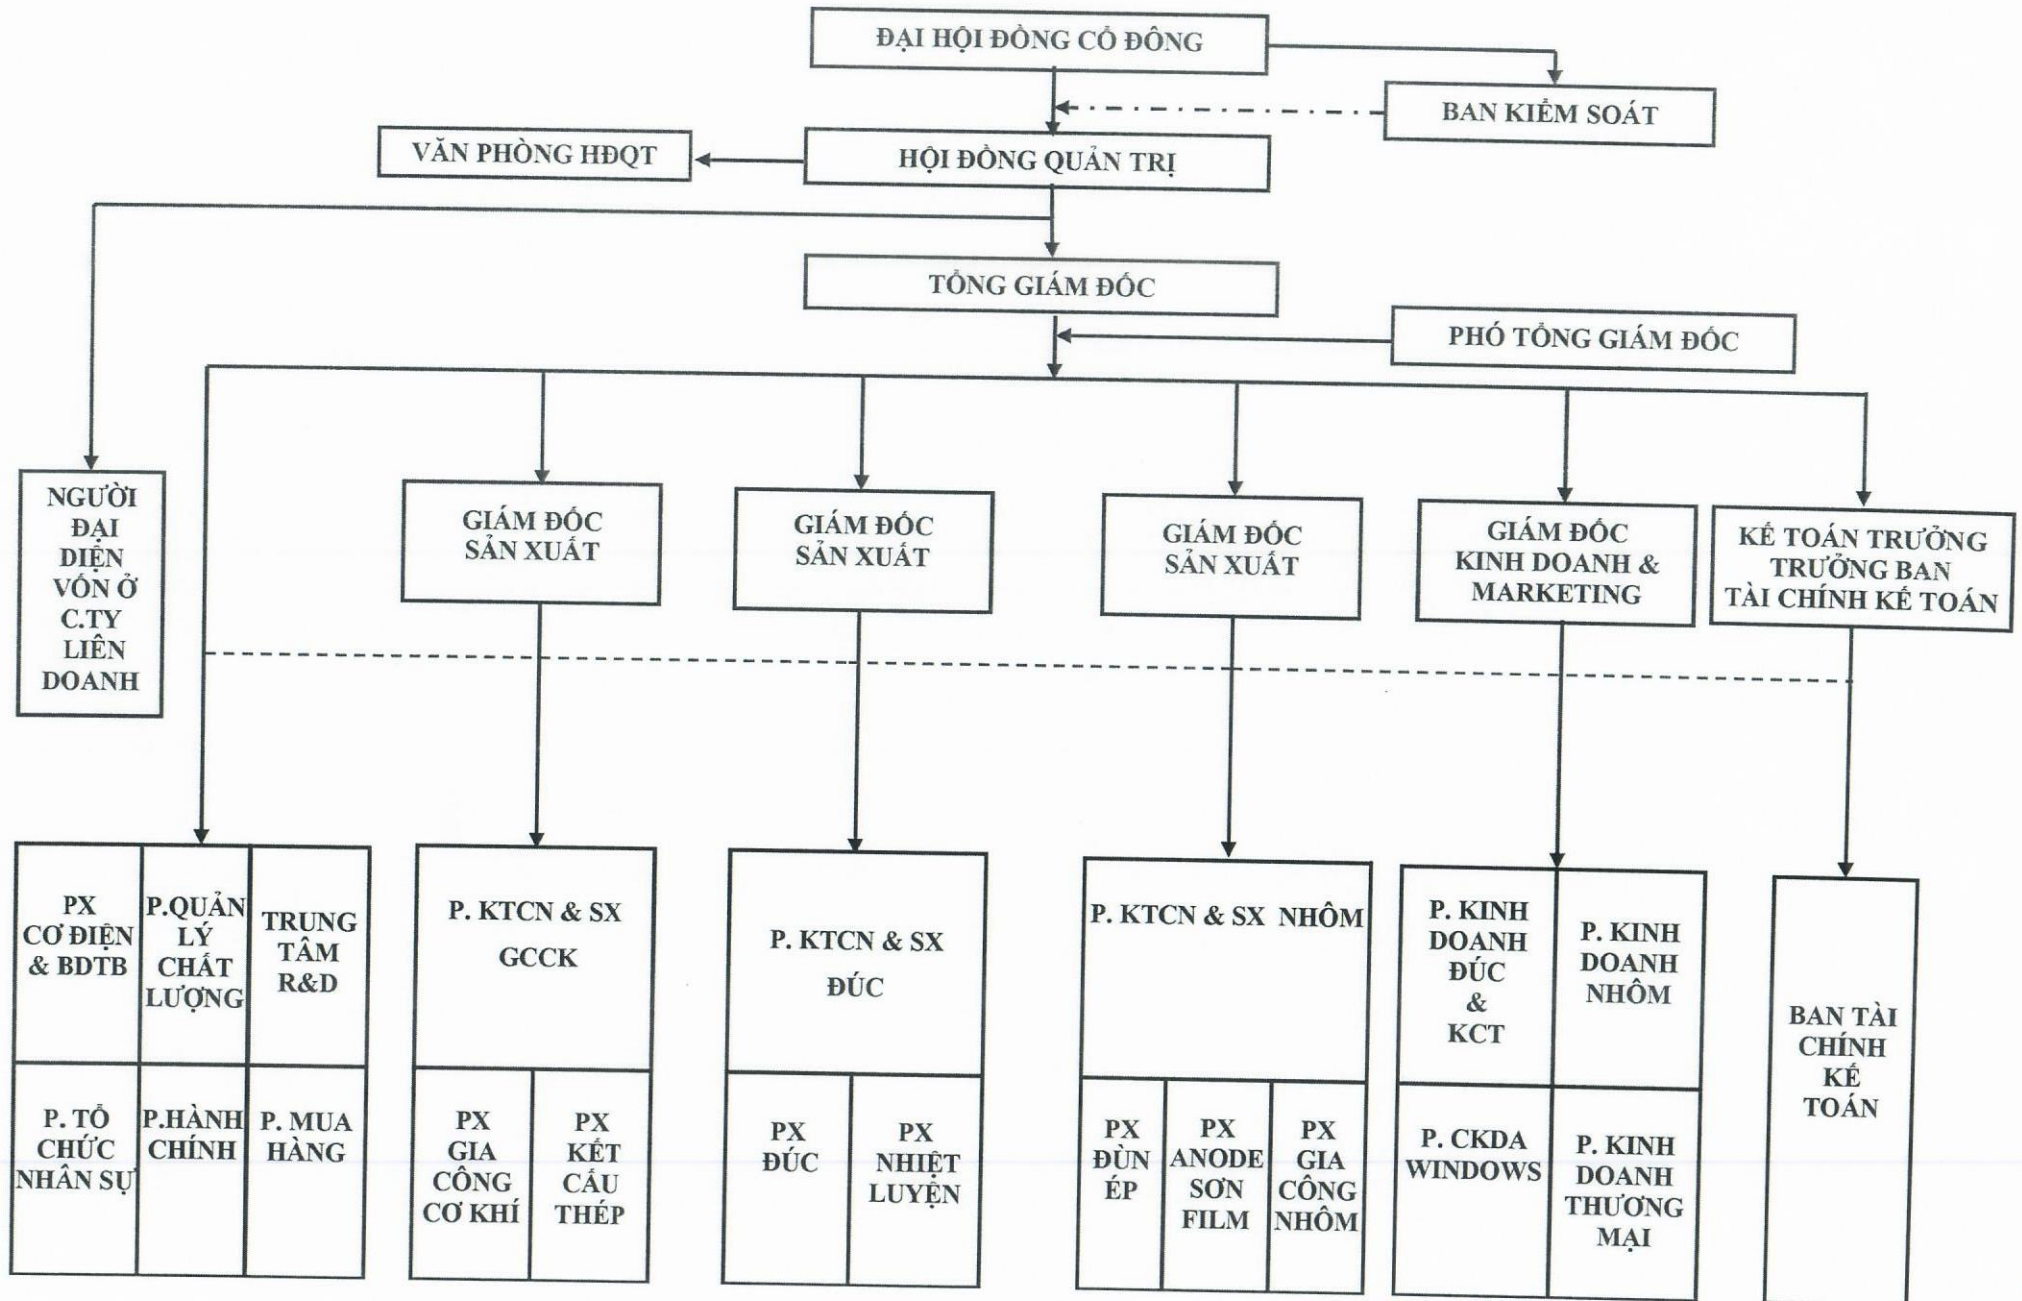 ĐẠI HỘI ĐỒNG CỔ ĐÔNG
BAN KIỂM SOÁT
VĂN PHÒNG HĐQT
HỘI ĐỒNG QUẢN TRỊ
TỔNG GIÁM ĐỐC
PHÓ TỔNG GIÁM ĐỐC
NGƯỜI
ĐẠI
DIỆN
VỐN Ở
C.TY
LIÊN
DOANH
GIÁM ĐỐC
SẢN XUẤT
GIÁM ĐỐC
SẢN XUẤT
GIÁM ĐỐC
SẢN XUẤT
GIÁM ĐỐC
KINH DOANH &
MARKETING
KẾ TOÁN TRƯỞNG
TRƯỞNG BAN
TÀI CHÍNH KẾ TOÁN
PX
CƠ ĐIỆN
& BDTB
P.QUẢN
LÝ
CHẤT
LƯỢNG
TRUNG
TÂM
R&D
P. TỔ
CHỨC
NHÂN SỰ
P.HÀNH
CHÍNH
P. MUA
HÀNG
P. KTCN & SX
GCCK
PX
GIA
CÔNG
CƠ KHÍ
PX
KẾT
CẤU
THÉP
P. KTCN & SX
ĐÚC
PX
ĐÚC
PX
NHIỆT
LUYỆN
P. KTCN & SX NHÔM
PX
ĐÙN
ÉP
PX
ANODE
SƠN
FILM
PX
GIA
CÔNG
NHÔM
P. KINH
DOANH
ĐÚC
&
KCT
P. KINH
DOANH
NHÔM
P. CKDA
WINDOWS
P. KINH
DOANH
THƯƠNG
MẠI
BAN TÀI
CHÍNH
KẾ
TOÁN